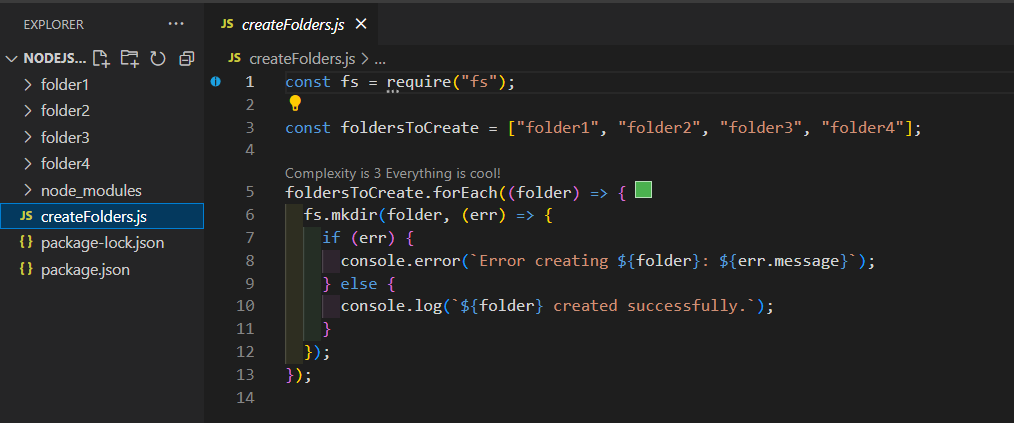 EXPLORER ···
NODEJS...
folder1
folder2
folder3
folder4
node_modules
JS createFolders.js
{} package-lock.json
{} package.json
JS createFolders.js ×
JS createFolders.js > ...
1 const fs = require("fs");
2
3 const foldersToCreate = ["folder1", "folder2", "folder3", "folder4"];
4
Complexity is 3 Everything is cool!
5 foldersToCreate.forEach((folder) => {
6 fs.mkdir(folder, (err) => {
7 if (err) {
8 console.error(`Error creating ${folder}: ${err.message}`);
9 } else {
10 console.log(`${folder} created successfully.`);
11 }
12 });
13 });
14